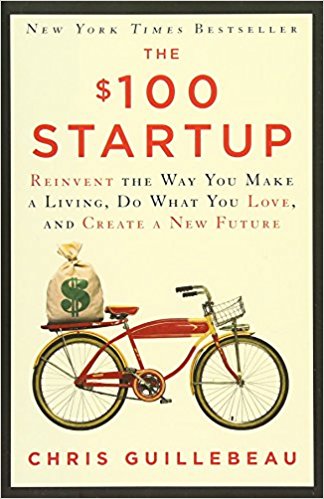 New York Times Bestseller
THE
$100
STARTUP
Reinvent the Way You Make
a Living, Do What You Love,
and Create a New Future
$
CHRIS GUILLEBEAU